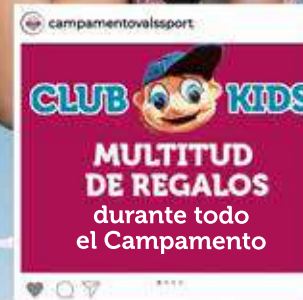 campamentovalssport
CLUB KIDS
MULTITUD
DE REGALOS
durante todo
el Campamento